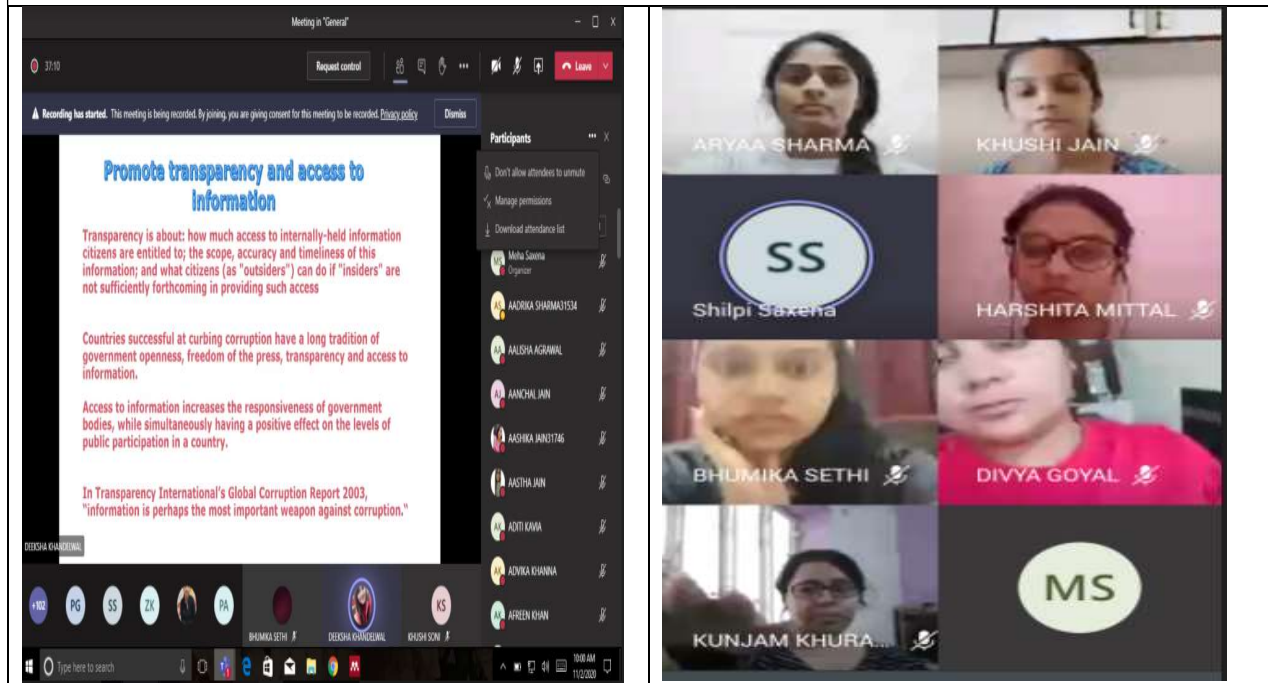 Meeting in "General"
37:10
Request control
Leave
Recording has started. This meeting is being recorded. By joining, you are giving consent for this meeting to be recorded. Privacy policy
Dismiss
Promote transparency and access to
information
Transparency is about: how much access to internally-held information
citizens are entitled to; the scope, accuracy and timeliness of this
information; and what citizens (as "outsiders") can do if "insiders" are
not sufficiently forthcoming in providing such access
Countries successful at curbing corruption have a long tradition of
government openness, freedom of the press, transparency and access to
information.
Access to information increases the responsiveness of government
bodies, while simultaneously having a positive effect on the levels of
public participation in a country.
In Transparency International's Global Corruption Report 2003,
"information is perhaps the most important weapon against corruption."
DEEKSHA KHANDELWAL
Participants
Don't allow attendees to unmute
Manage permissions
Download attendance list
MS Meha Saxena
Organizer
AS AADRIKA SHARMA31534
AA AALISHA AGRAWAL
AJ AANCHAL JAIN
AASHIKA JAIN31746
AASTHA JAIN
AK ADITI KAVIA
AK ADVIKA KHANNA
AK AFREEN KHAN
+102 PG SS ZK PA KS
BHUMIKA SETHI DEEKSHA KHANDELWAL KHUSHI SONI
Type here to search
10:00 AM
11/2/2020
ARYAA SHARMA
KHUSHI JAIN
SS
Shilpi Saxena
HARSHITA MITTAL
BHUMIKA SETHI
DIVYA GOYAL
KUNJAM KHURA...
MS